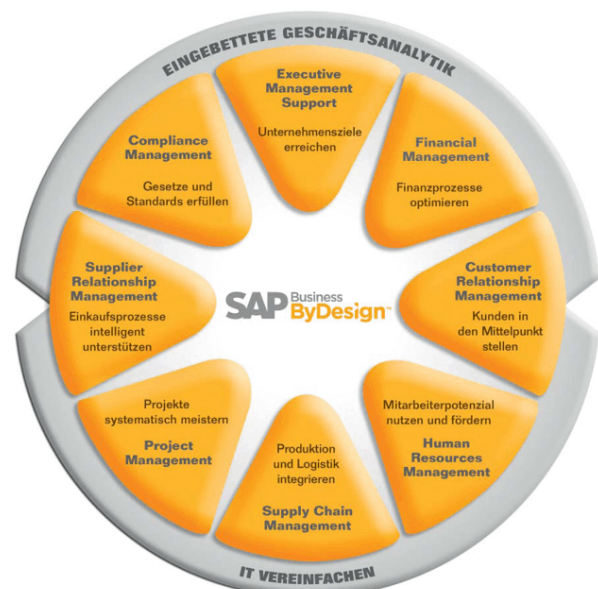 EINGEBETTETE GESCHÄFTSANALYTIK
Executive
Management
Support
Unternehmensziele
erreichen
Financial
Management
Finanzprozesse
optimieren
Customer
Relationship
Management
Kunden in
den Mittelpunkt
stellen
Mitarbeiterpotenzial
nutzen und fördern
Human
Resources
Management
Produktion
und Logistik
integrieren
Supply Chain
Management
Projekte
systematisch meistern
Project
Management
Supplier
Relationship
Management
Einkaufsprozesse
intelligent
unterstützen
Compliance
Management
Gesetze und
Standards erfüllen
SAP Business
ByDesign™
IT VEREINFACHEN